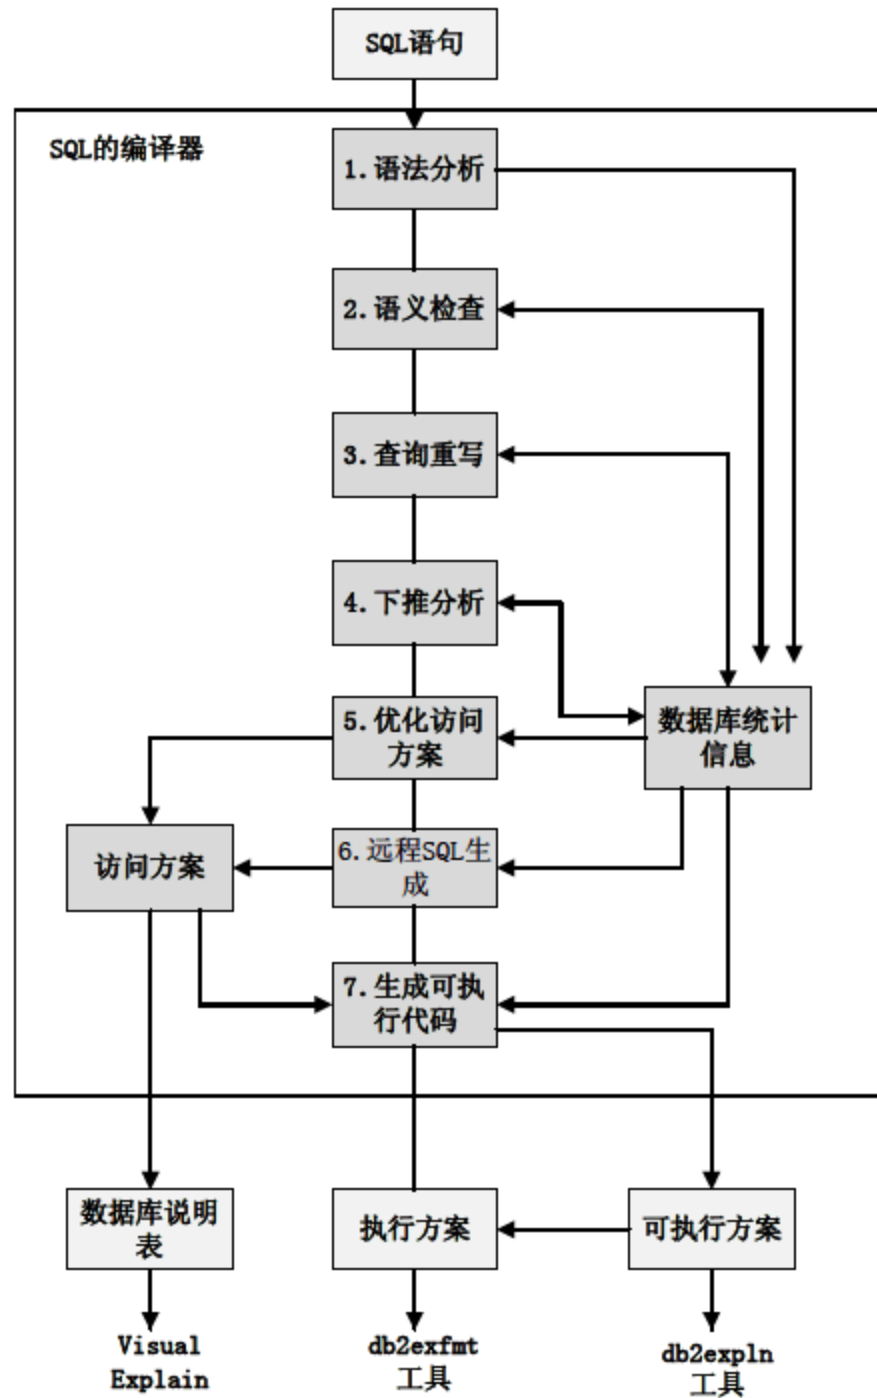 SQL语句
SQL的编译器
1.语法分析
2.语义检查
3.查询重写
4.下推分析
5.优化访问
方案
数据库统计
信息
访问方案
6.远程SQL生
成
7.生成可执
行代码
数据库说明
表
执行方案
可执行方案
Visual
Explain
db2exfmt
工具
db2expln
工具